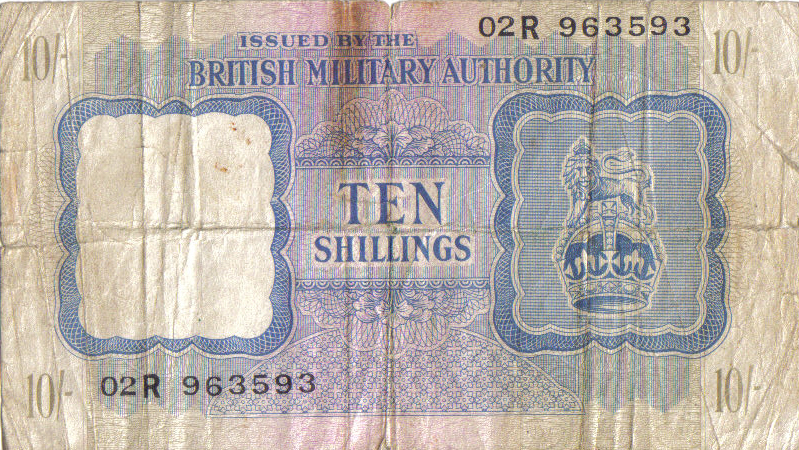 10/-
02R 963593
10/-
ISSUED BY THE
BRITISH MILITARY AUTHORITY
TEN
SHILLINGS
10/-
02R 963593
10/-